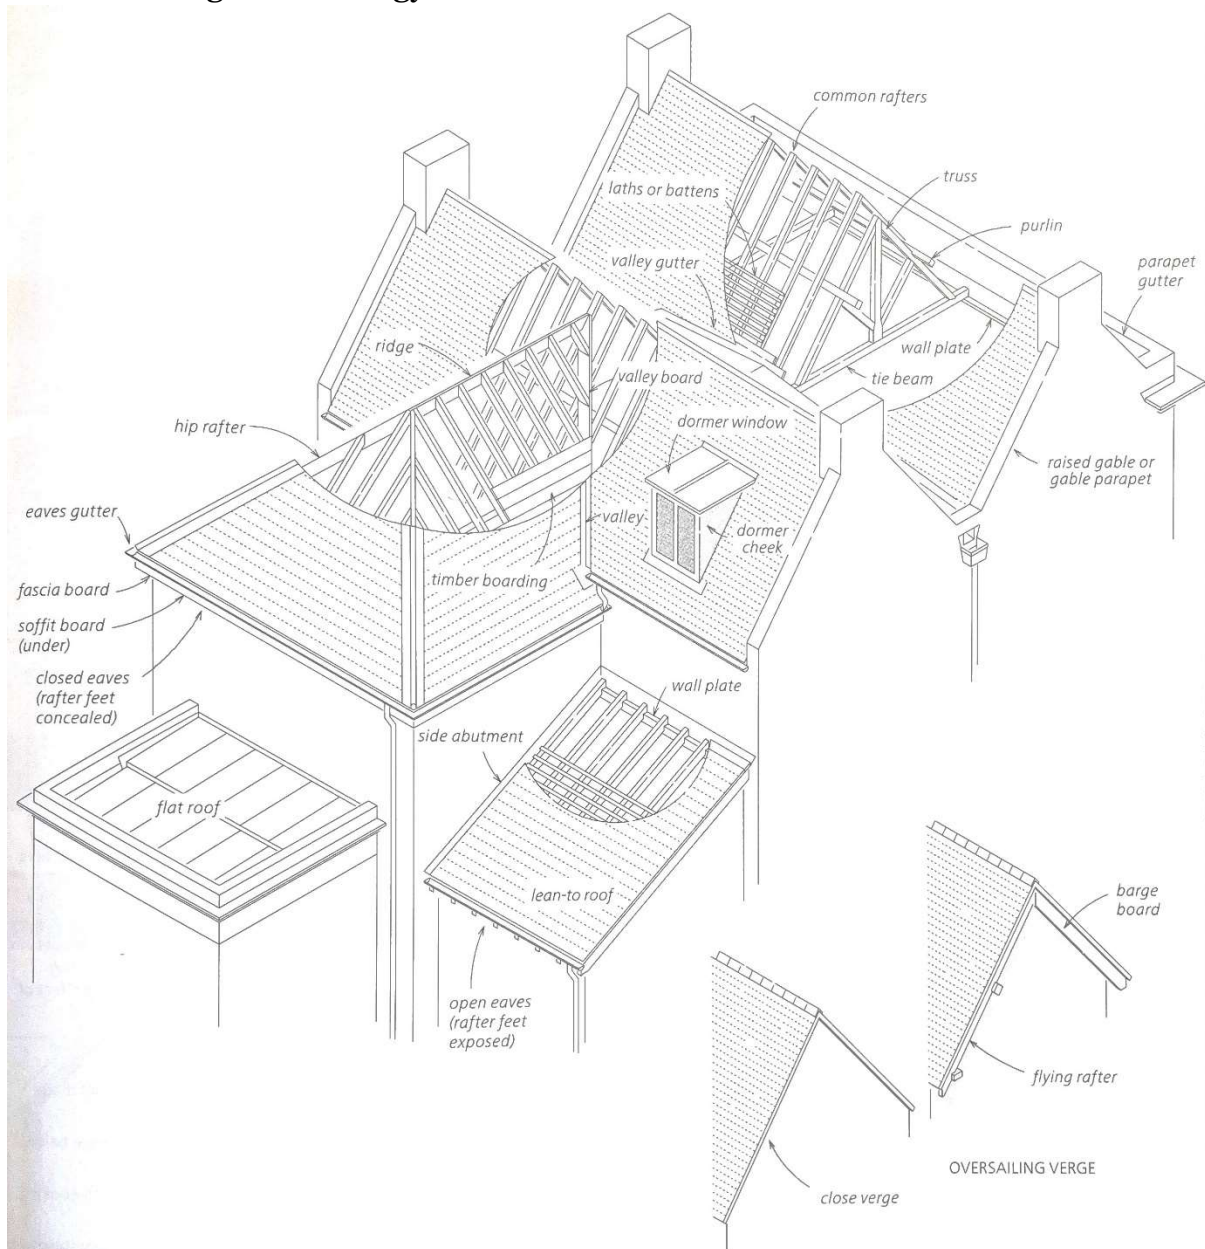 common rafters
truss
laths or battens
purlin
valley gutter
parapet
gutter
ridge
wall plate
tie beam
valley board
hip rafter
dormer window
raised gable or
gable parapet
eaves gutter
valley
dormer
cheek
timber boarding
fascia board
soffit board
(under)
closed eaves
(rafter feet
concealed)
wall plate
side abutment
flat roof
lean-to roof
barge
board
open eaves
(rafter feet
exposed)
flying rafter
OVERSAILING VERGE
close verge